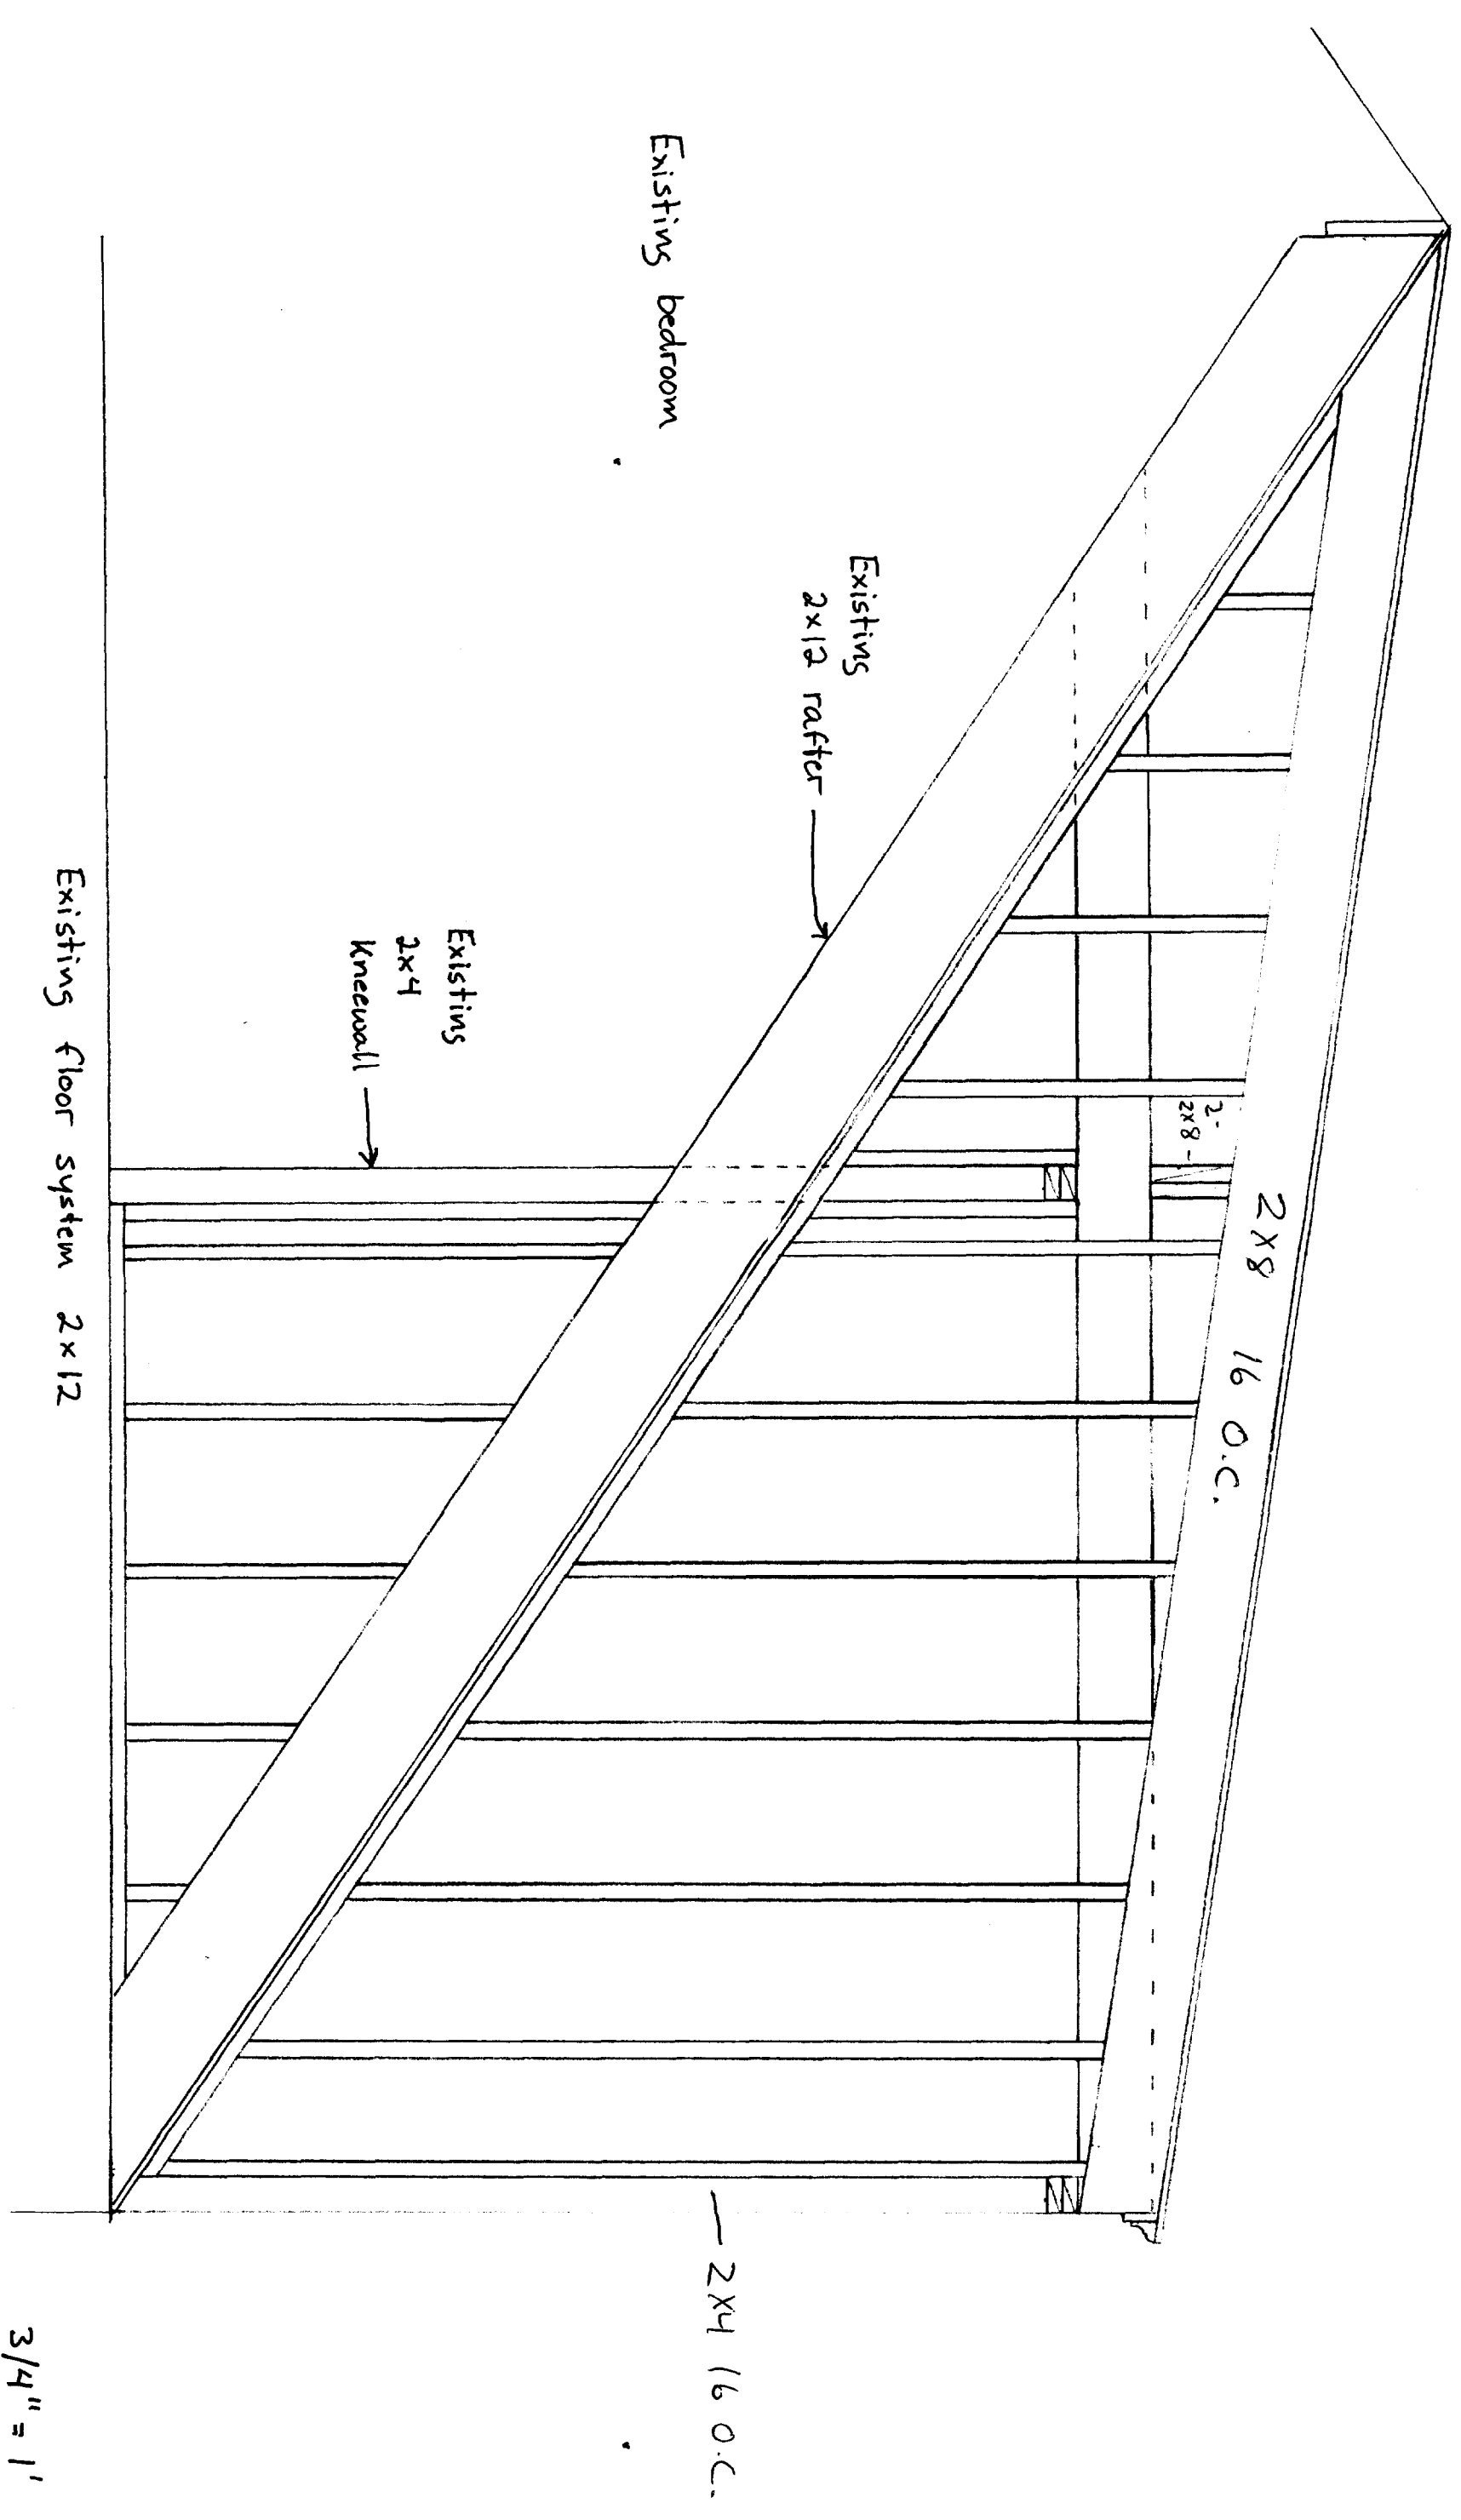 2x8 16 O.C.
2-
2x8 -
Existing
2x12 rafter
Existing bedroom
Existing
2x4
Kneewall
2x4 16 O.C.
Existing floor system 2x12
3/4" = 1'